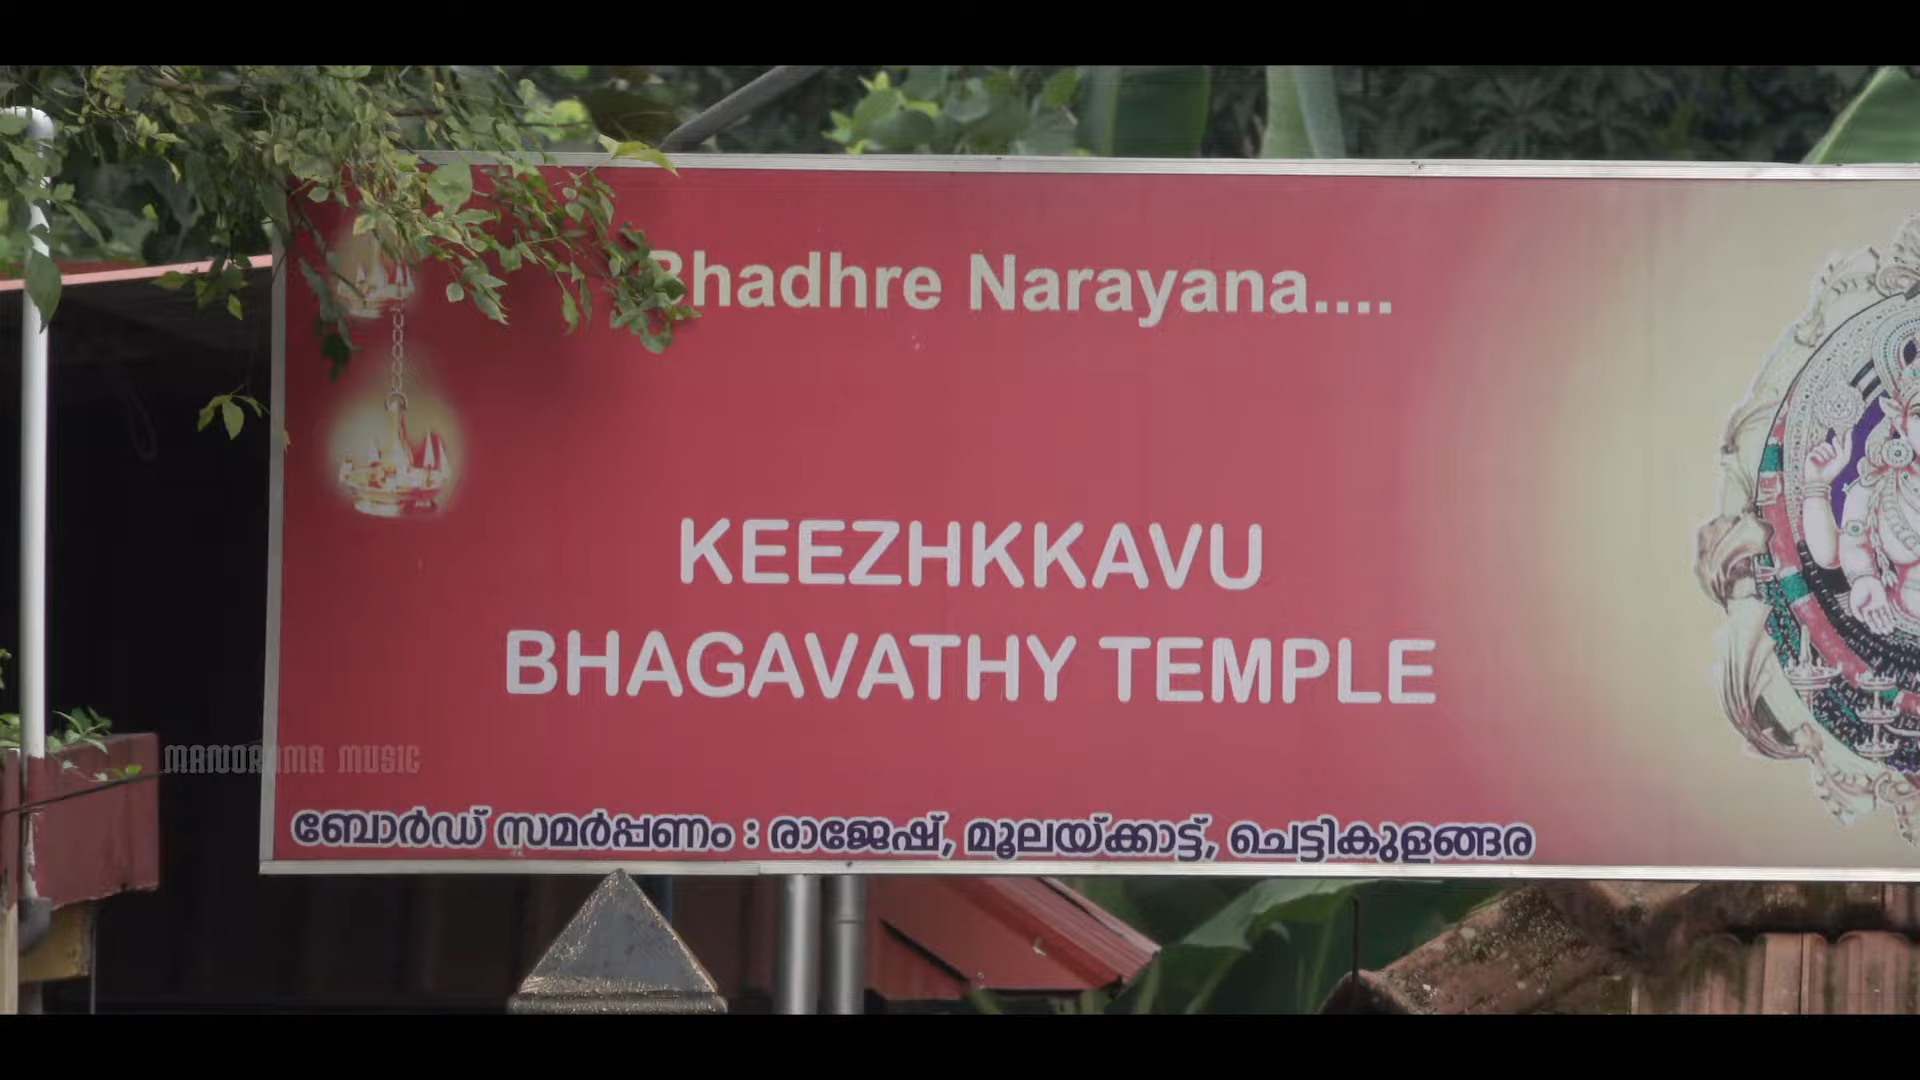 Bhadhre Narayana....
KEEZHKKAVU
BHAGAVATHY TEMPLE
MANORAMA MUSIC
ബോർഡ് സമർപ്പണം : രാജേഷ്, മൂലയ്ക്കാട്ട്, ചെട്ടികുളങ്ങര